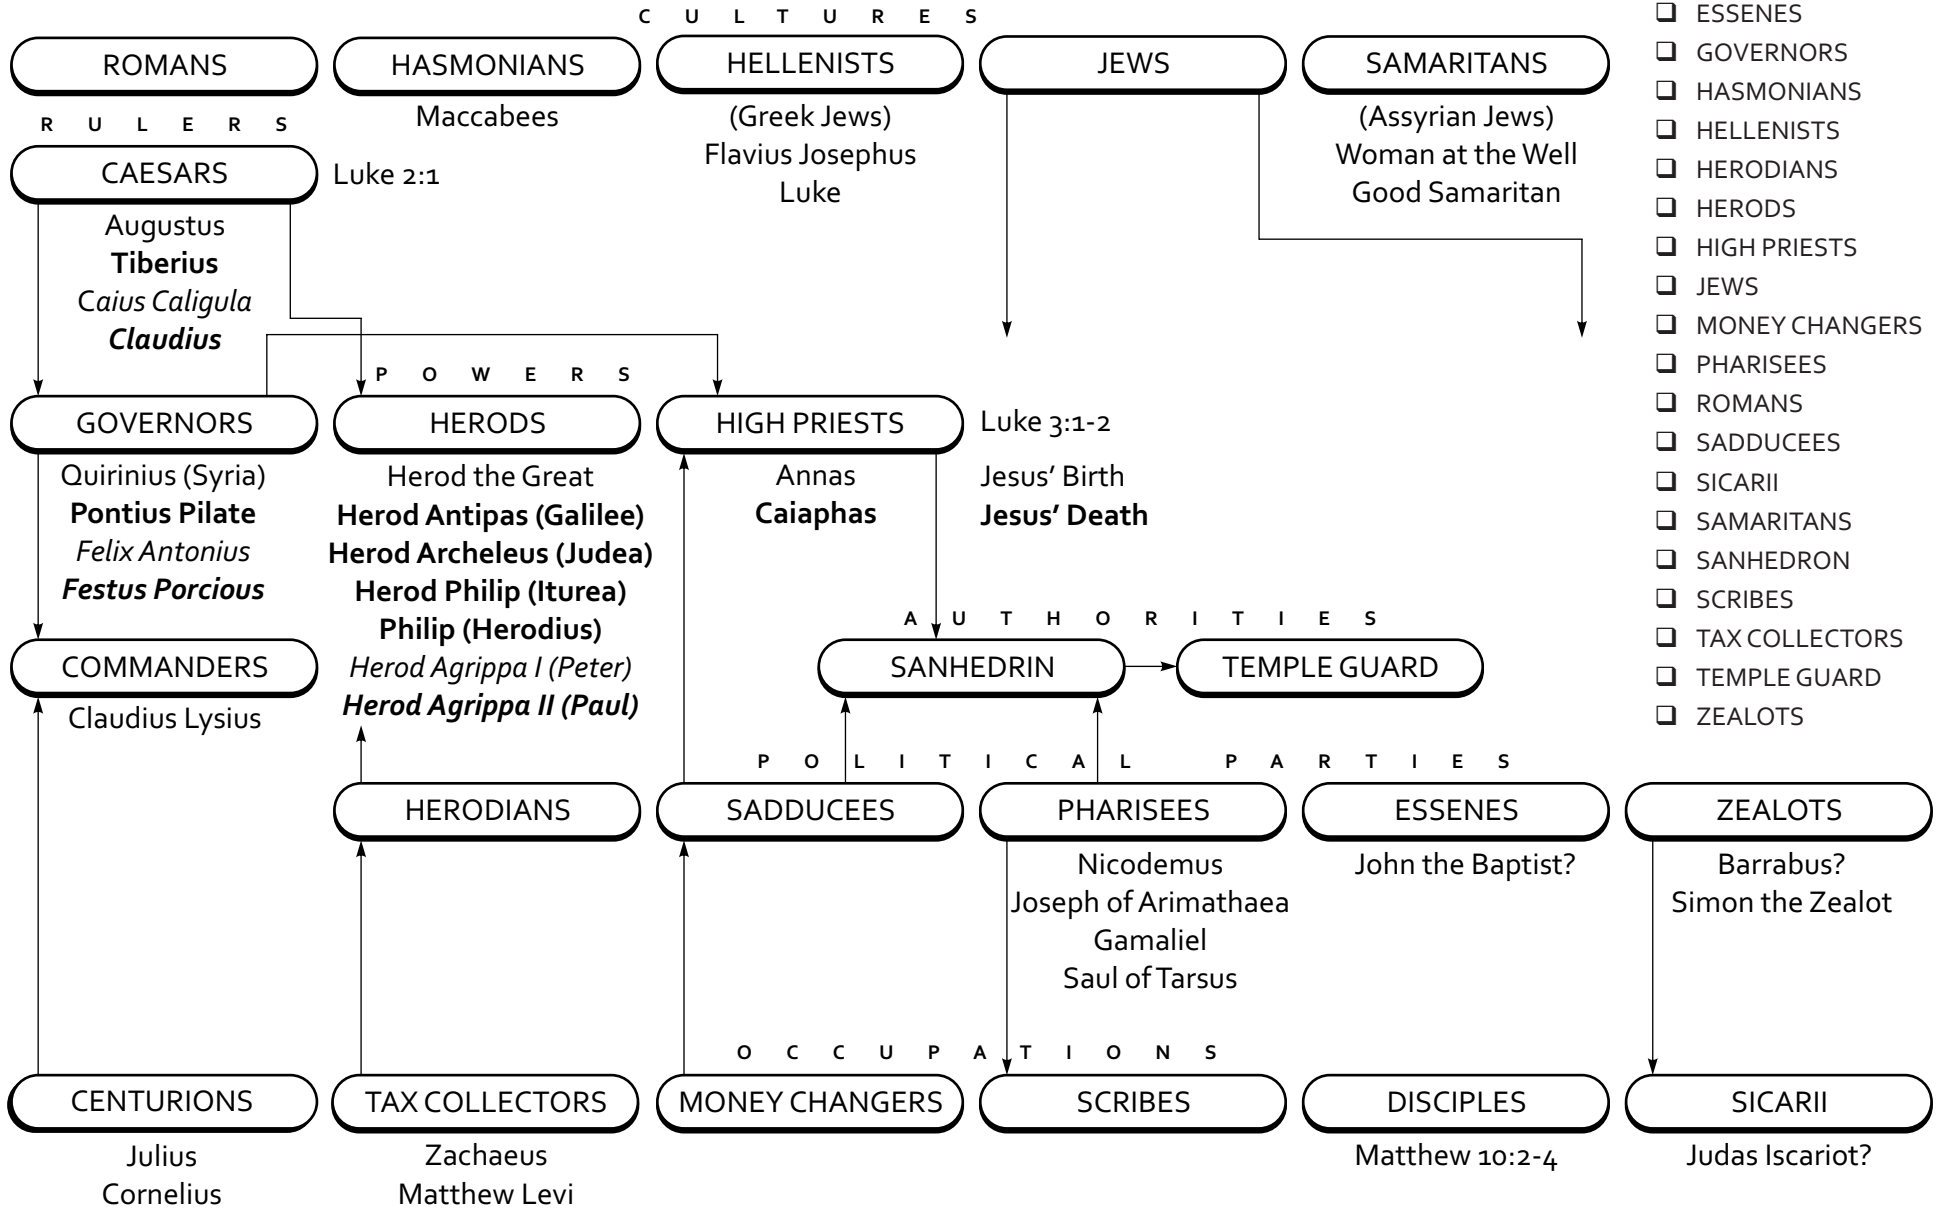 C U L T U R E S
ROMANS
HASMONIANS
HELLENISTS
JEWS
SAMARITANS
Maccabees
(Greek Jews)
Flavius Josephus
Luke
(Assyrian Jews)
Woman at the Well
Good Samaritan
R U L E R S
CAESARS
Luke 2:1
Augustus
Tiberius
Caius Caligula
Claudius
P O W E R S
GOVERNORS
HERODS
HIGH PRIESTS
Luke 3:1-2
Quirinius (Syria)
Pontius Pilate
Felix Antonius
Festus Porcious
Herod the Great
Herod Antipas (Galilee)
Herod Archeleus (Judea)
Herod Philip (Iturea)
Philip (Herodius)
Herod Agrippa I (Peter)
Herod Agrippa II (Paul)
Annas
Caiaphas
Jesus’ Birth
Jesus’ Death
A U T H O R I T I E S
COMMANDERS
SANHEDRIN
TEMPLE GUARD
Claudius Lysius
P O L I T I C A L P A R T I E S
HERODIANS
SADDUCEES
PHARISEES
ESSENES
ZEALOTS
Nicodemus
Joseph of Arimathaea
Gamaliel
Saul of Tarsus
John the Baptist?
Barrabus?
Simon the Zealot
O C C U P A T I O N S
CENTURIONS
TAX COLLECTORS
MONEY CHANGERS
SCRIBES
DISCIPLES
SICARII
Julius
Cornelius
Zachaeus
Matthew Levi
Matthew 10:2-4
Judas Iscariot?
❑ ESSENES
❑ GOVERNORS
❑ HASMONIANS
❑ HELLENISTS
❑ HERODIANS
❑ HERODS
❑ HIGH PRIESTS
❑ JEWS
❑ MONEY CHANGERS
❑ PHARISEES
❑ ROMANS
❑ SADDUCEES
❑ SICARII
❑ SAMARITANS
❑ SANHEDRON
❑ SCRIBES
❑ TAX COLLECTORS
❑ TEMPLE GUARD
❑ ZEALOTS